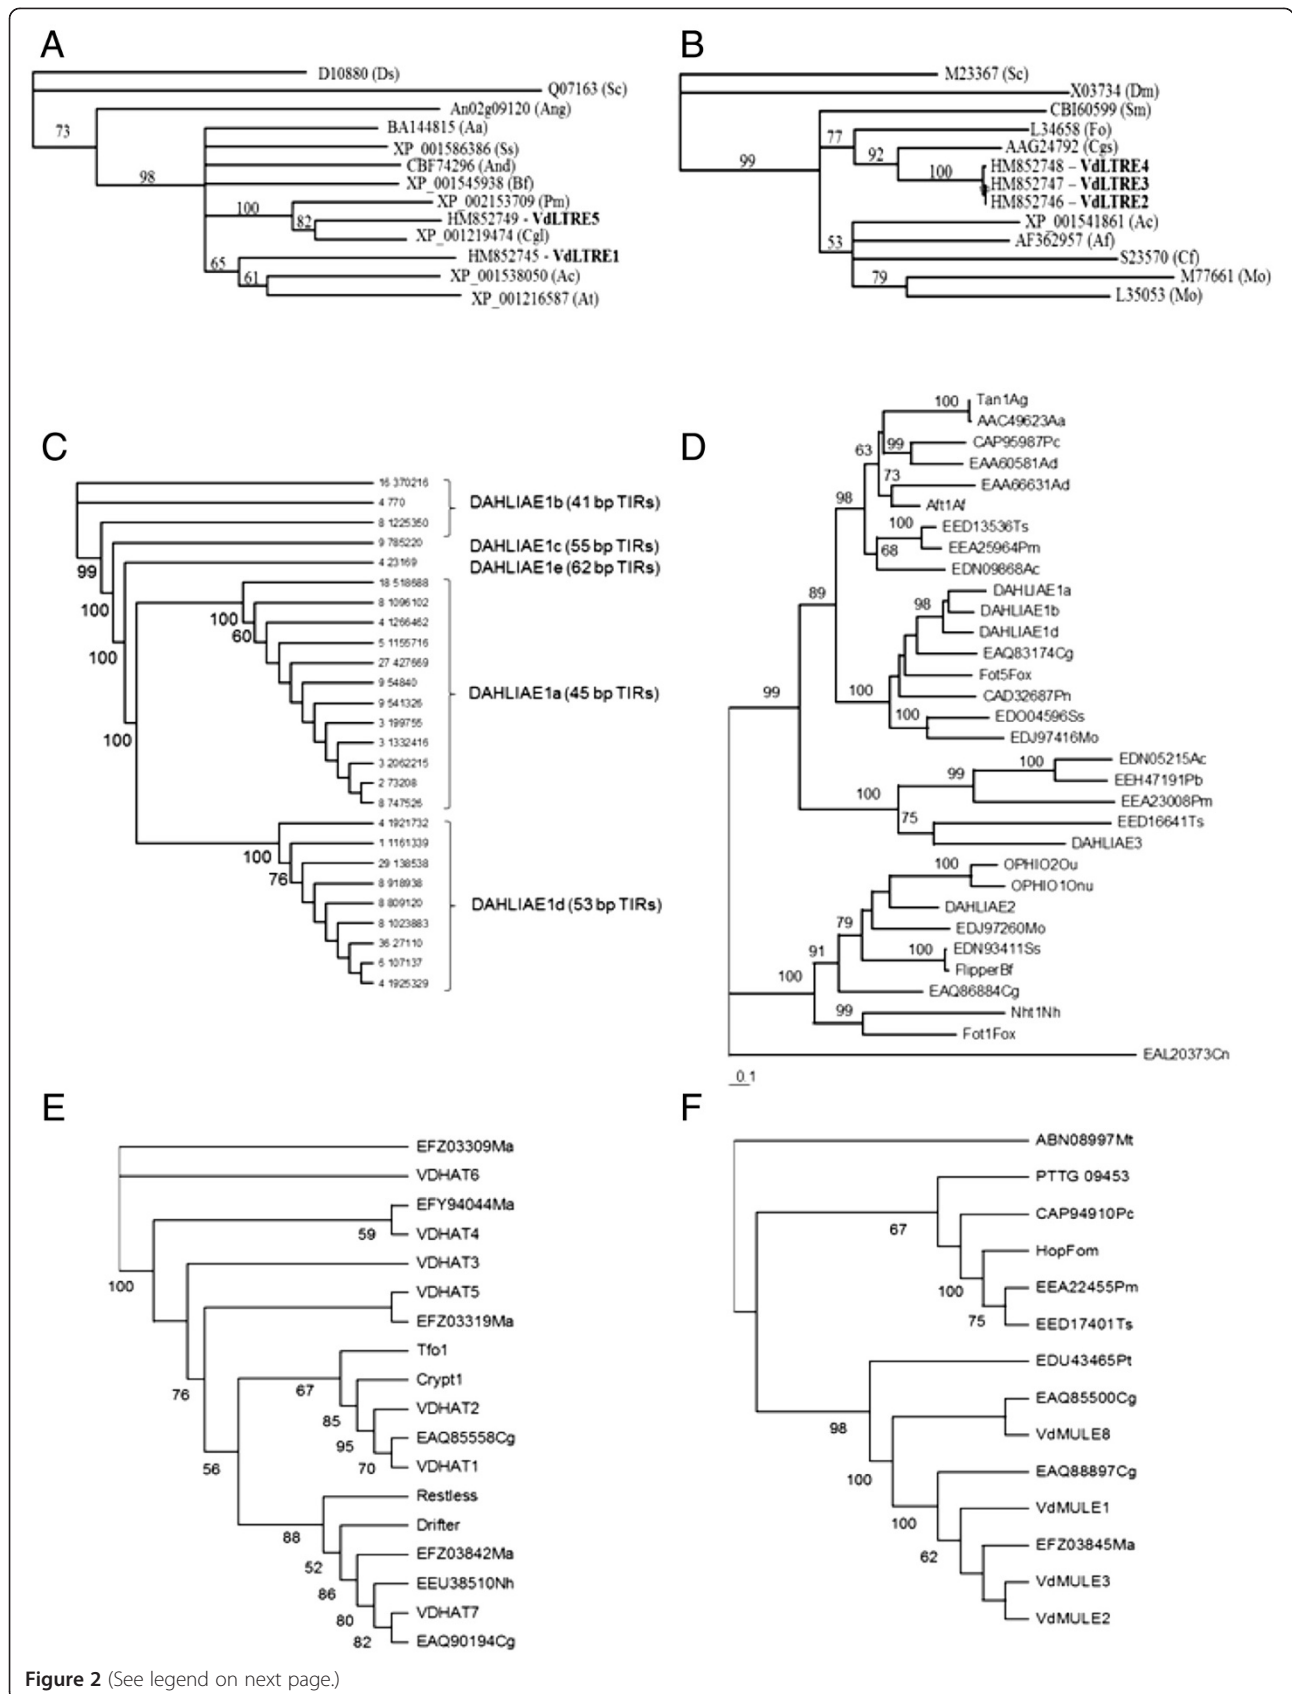 A
D10880 (Ds)
Q07163 (Sc)
An02g09120 (Ang)
73
BA144815 (Aa)
XP_001586386 (Ss)
CBF74296 (And)
98
XP_001545938 (Bf)
XP_002153709 (Pm)
100
HM852749 - VdLTRE5
82
XP_001219474 (Cgl)
HM852745 - VdLTRE1
65
XP_001538050 (Ac)
61
XP_001216587 (At)
B
M23367 (Sc)
X03734 (Dm)
CBI60599 (Sm)
L34658 (Fo)
77
AAG24792 (Cgs)
92
99
HM852748 – VdLTRE4
100
HM852747 – VdLTRE3
HM852746 – VdLTRE2
XP_001541861 (Ac)
AF362957 (Af)
53
S23570 (Cf)
M77661 (Mo)
79
L35053 (Mo)
C
16 370216
4 770
DAHLIAE1b (41 bp TIRs)
8 1225350
9 785220
DAHLIAE1c (55 bp TIRs)
4 23169
DAHLIAE1e (62 bp TIRs)
99
18 518688
100
8 1096102
100
4 1266462
60
5 1155716
100
27 427669
9 54840
DAHLIAE1a (45 bp TIRs)
9 541326
3 199755
100
3 1332416
3 2062215
2 73208
8 747526
4 1921732
1 1161339
100
29 138538
76
8 918938
8 809120
DAHLIAE1d (53 bp TIRs)
8 1023883
36 27110
6 107137
4 1925329
D
100
Tan1Ag
AAC49623Aa
99
CAP95987Pc
63
EAA60581Ad
73
EAA66631Ad
98
Aft1Af
100
EED13536Ts
EEA25964Pm
68
EDN09868Ac
89
DAHLIAE1a
98
DAHLIAE1b
DAHLIAE1d
EAQ83174Cg
Fot5Fox
99
100
CAD32687Pn
100
EDO04596Ss
EDJ97416Mo
100
EDN05215Ac
99
EEH47191Pb
100
EEA23008Pm
75
EED16641Ts
DAHLIAE3
100
OPHIO2Ou
OPHIO1Onu
DAHLIAE2
79
EDJ97260Mo
91
100
EDN93411Ss
FlipperBf
100
EAQ86884Cg
99
Nht1Nh
Fot1Fox
EAL20373Cn
0.1
E
EFZ03309Ma
VDHAT6
EFY94044Ma
59
VDHAT4
VDHAT3
100
VDHAT5
EFZ03319Ma
Tfo1
67
Crypt1
76
85
VDHAT2
95
EAQ85558Cg
56
70
VDHAT1
Restless
88
Drifter
52
EFZ03842Ma
86
EEU38510Nh
80
VDHAT7
82
EAQ90194Cg
F
ABN08997Mt
PTTG 09453
67
CAP94910Pc
HopFom
100
EEA22455Pm
75
EED17401Ts
EDU43465Pt
98
EAQ85500Cg
VdMULE8
100
EAQ88897Cg
100
VdMULE1
62
EFZ03845Ma
VdMULE3
VdMULE2
Figure 2 (See legend on next page.)